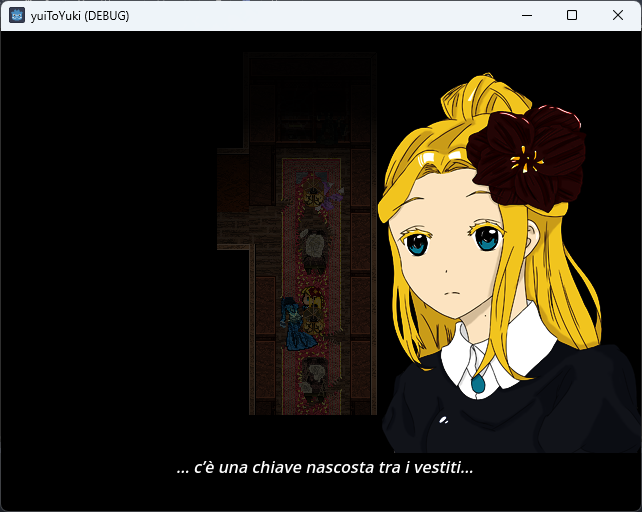 yuiToYuki (DEBUG)
... c'è una chiave nascosta tra i vestiti...